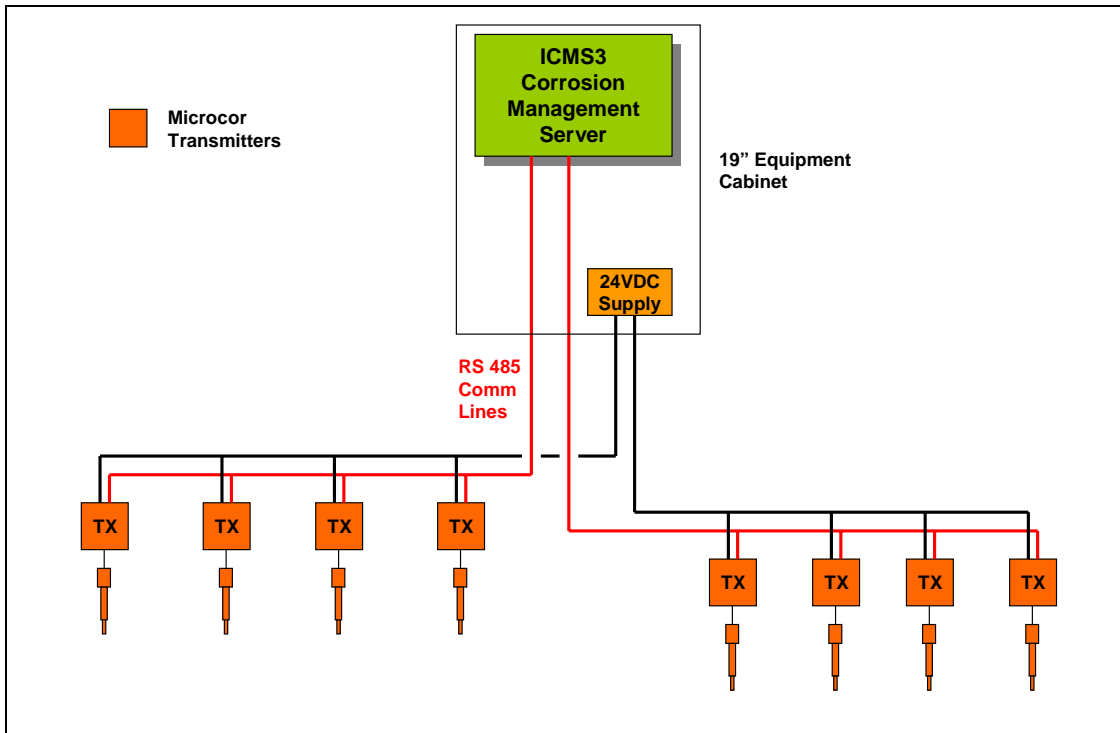 ICMS3
Corrosion
Management
Server
Microcor
Transmitters
19” Equipment
Cabinet
24VDC
Supply
RS 485
Comm
Lines
TX
TX
TX
TX
TX
TX
TX
TX